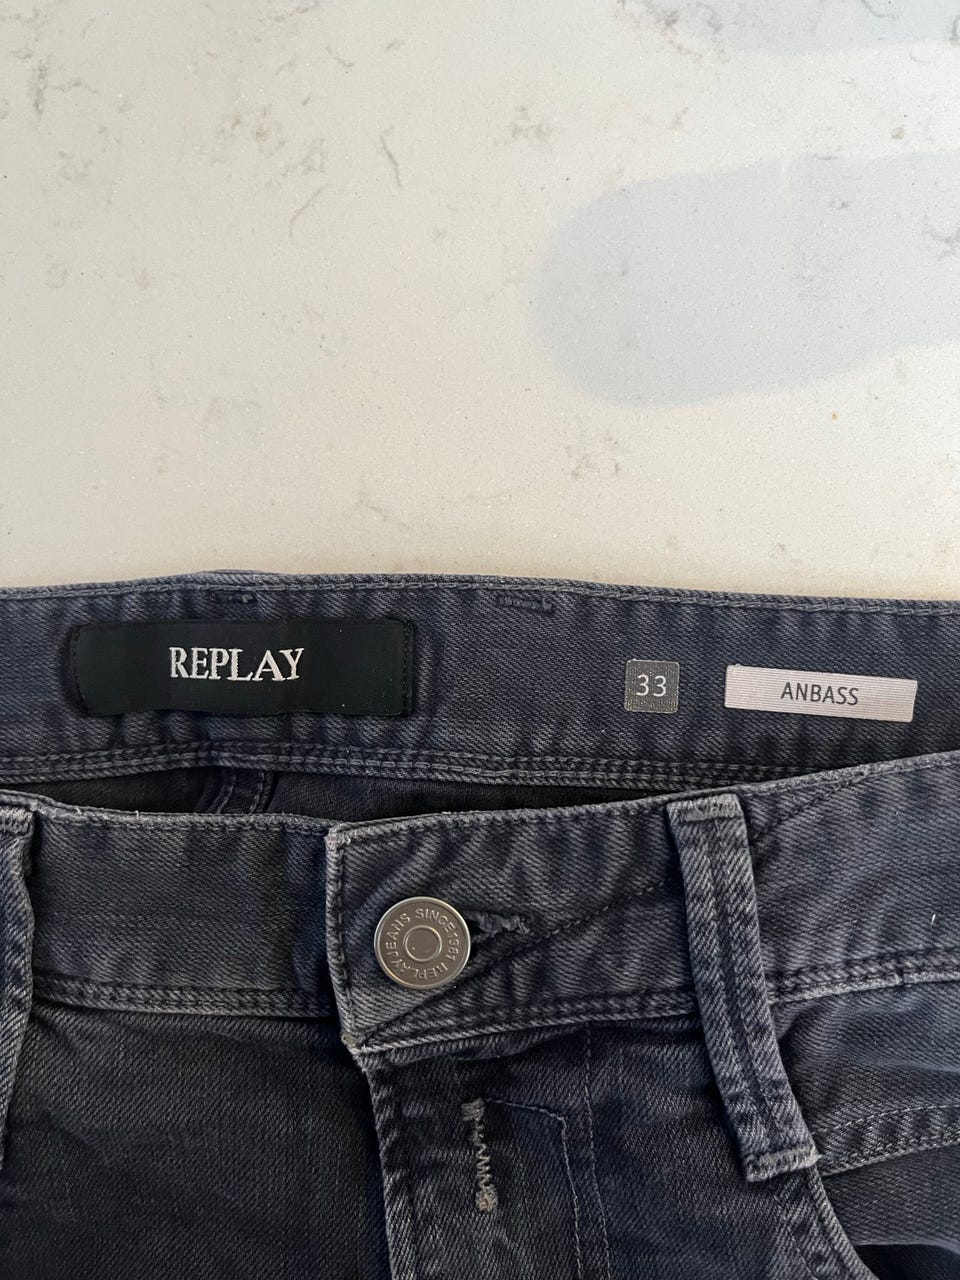 REPLAY
33
ANBASS
REPLAY JEANS SINCE 1981